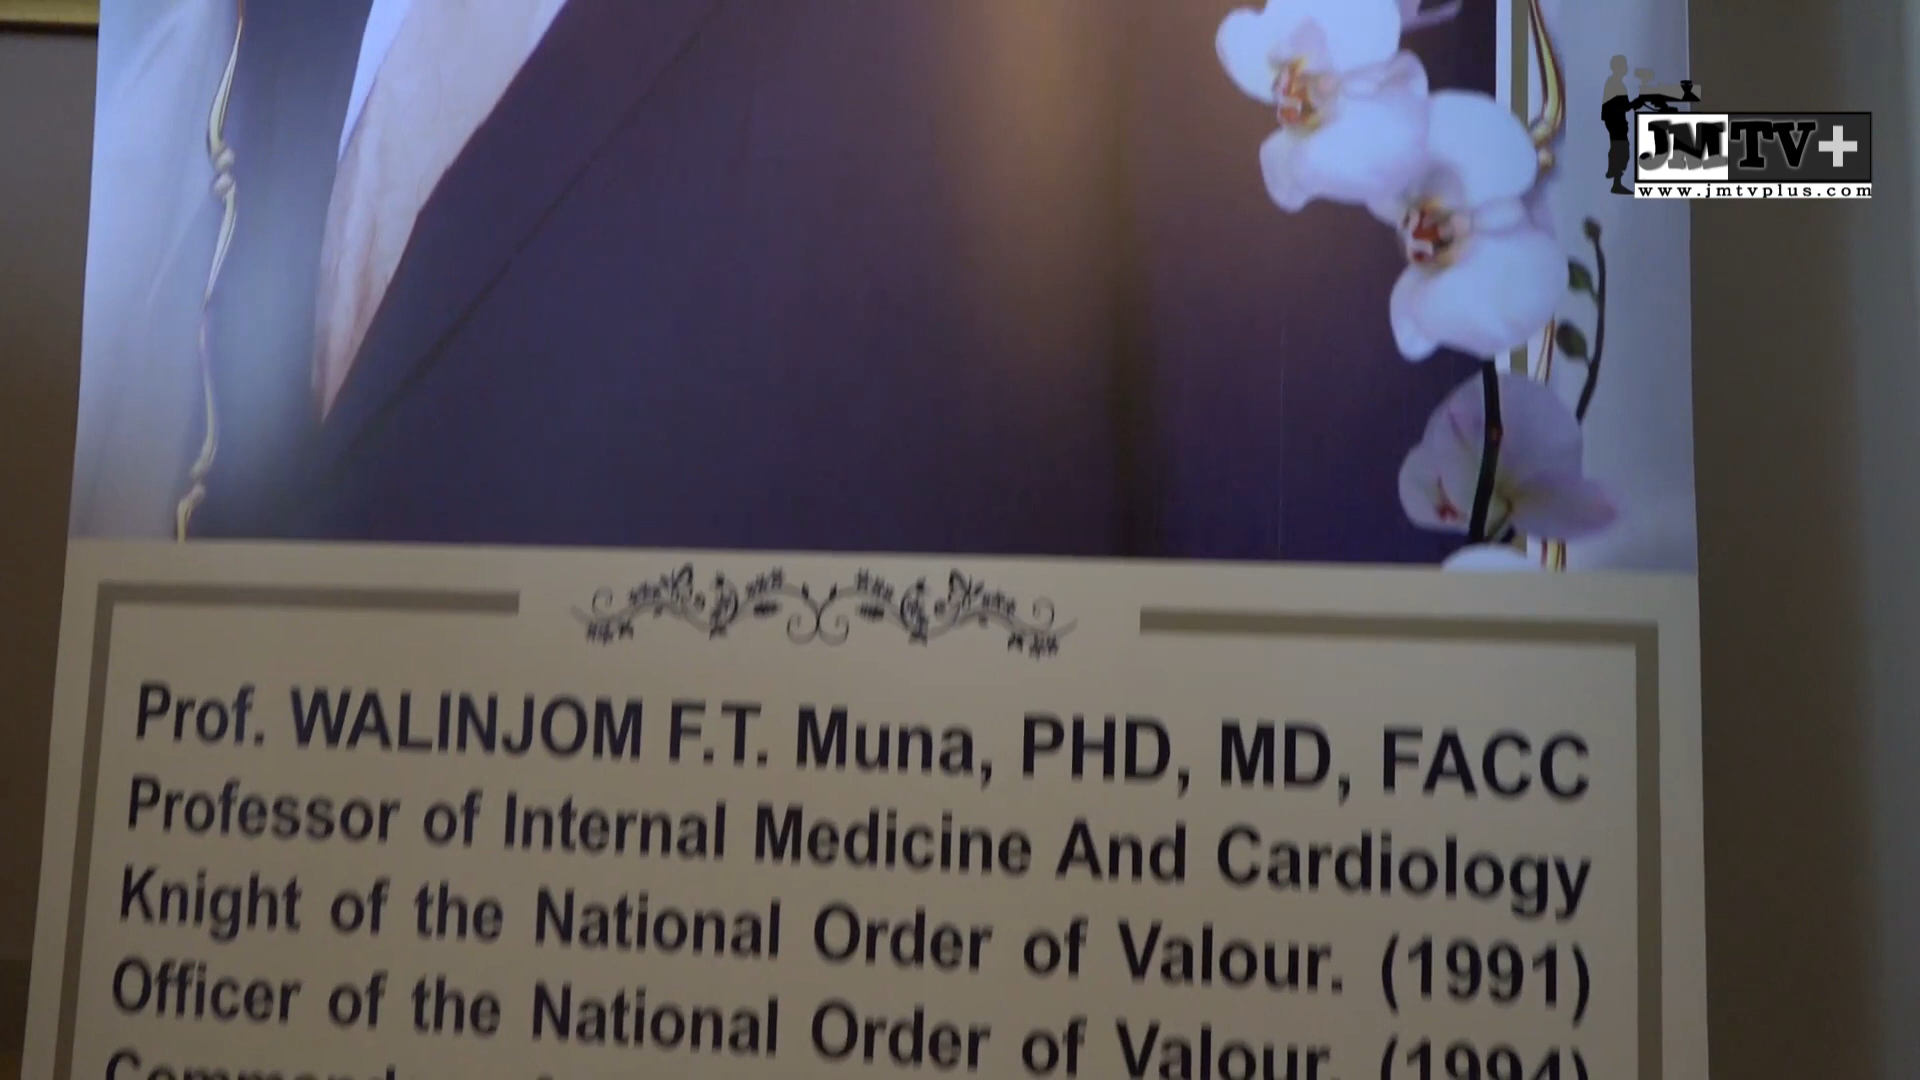 JMTV+
www.jmtvplus.com
Prof. WALINJOM F.T. Muna, PHD, MD, FACC
Professor of Internal Medicine And Cardiology
Knight of the National Order of Valour. (1991)
Officer of the National Order of Valour. (1994)